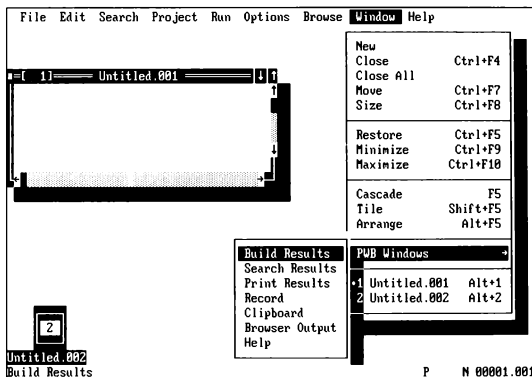 File Edit Search Project Run Options Browse Window Help
[ 1] Untitled.001
New
Close Ctrl+F4
Close All
Move Ctrl+F7
Size Ctrl+F8
Restore Ctrl+F5
Minimize Ctrl+F9
Maximize Ctrl+F10
Cascade F5
Tile Shift+F5
Arrange Alt+F5
PWB Windows →
•1 Untitled.001 Alt+1
2 Untitled.002 Alt+2
Build Results
Search Results
Print Results
Record
Clipboard
Browser Output
Help
2
Untitled.002
Build Results P N 00001.001